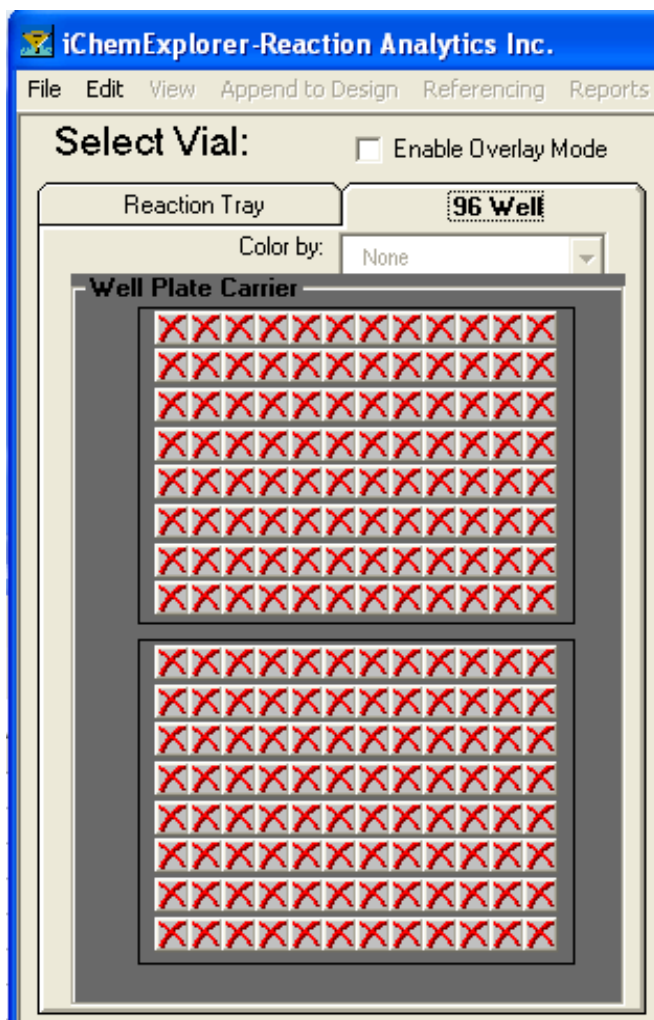 iChemExplorer-Reaction Analytics Inc.
File Edit View Append to Design Referencing Reports
Select Vial: Enable Overlay Mode
Reaction Tray 96 Well
Color by: None
Well Plate Carrier